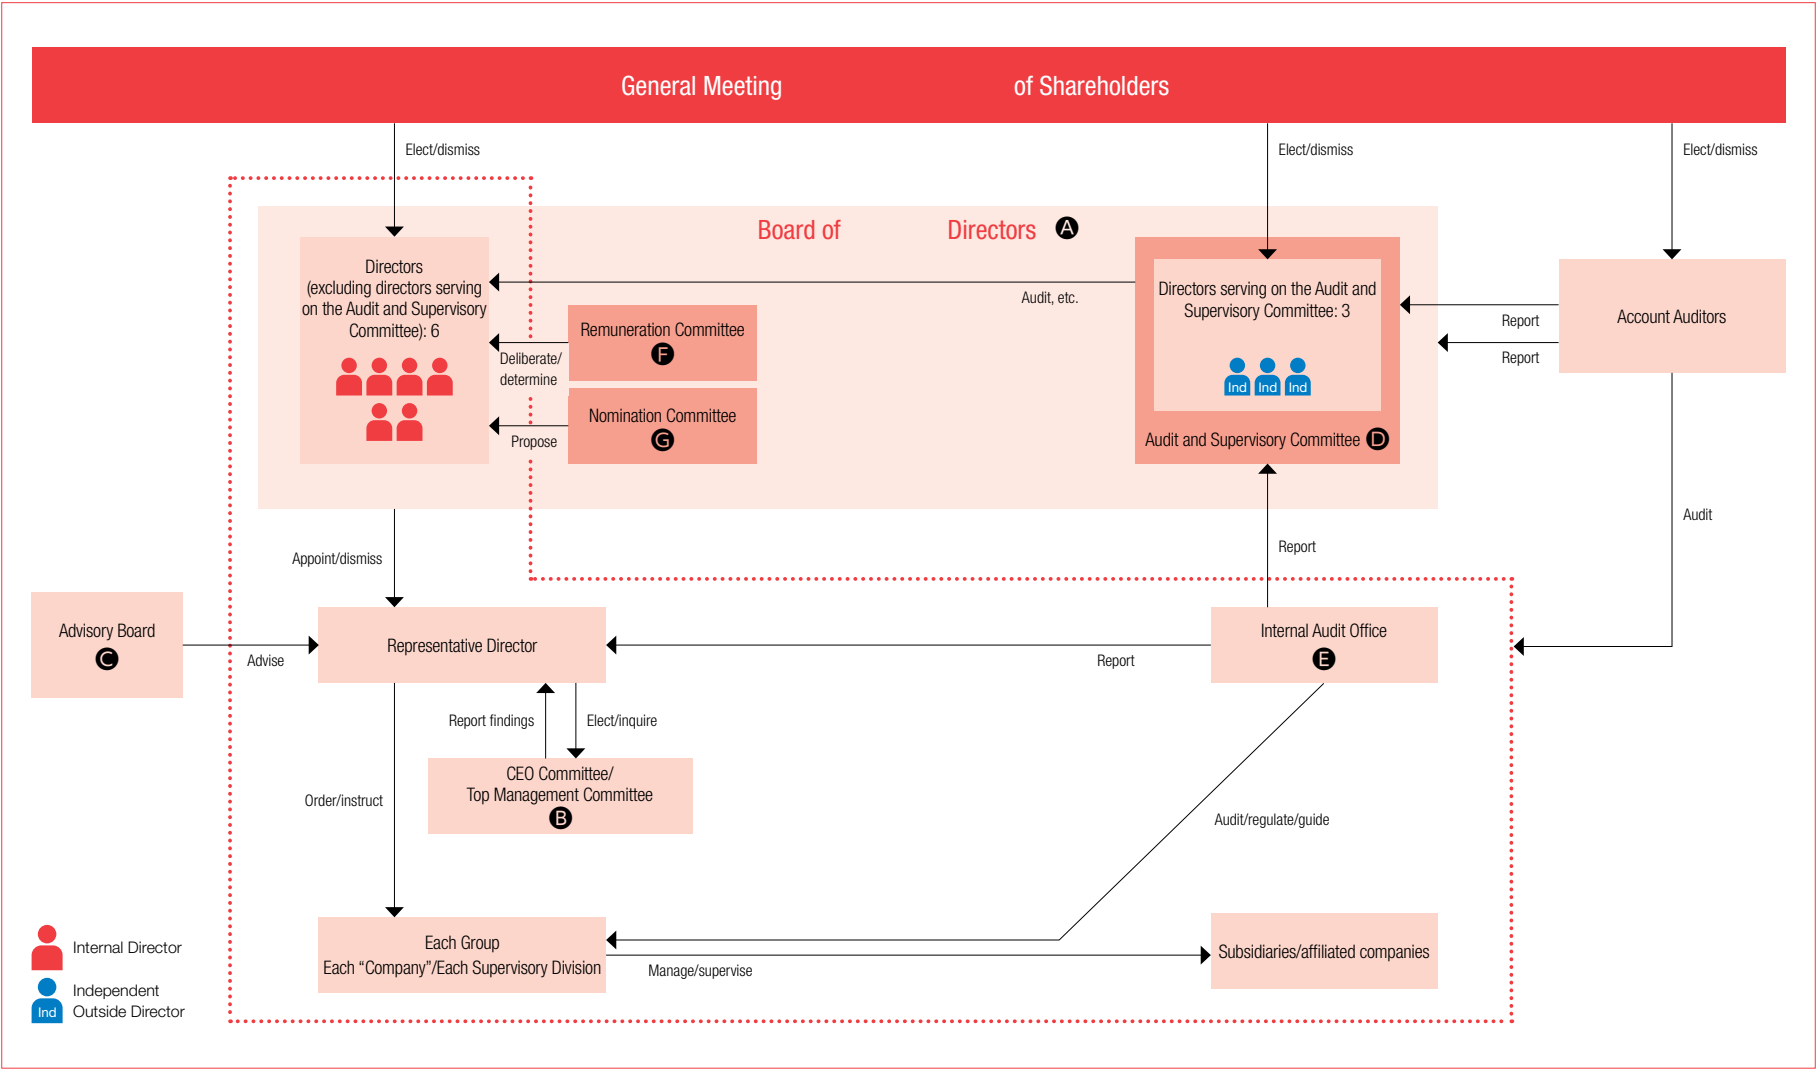 General Meeting of Shareholders
Elect/dismiss
Elect/dismiss
Elect/dismiss
Board of Directors A
Directors
(excluding directors serving
on the Audit and Supervisory
Committee): 6
Audit, etc.
Remuneration Committee
F
Deliberate/
determine
Nomination Committee
G
Propose
Directors serving on the Audit and
Supervisory Committee: 3
Ind Ind Ind
Audit and Supervisory Committee D
Report
Report
Account Auditors
Audit
Appoint/dismiss
Report
Advisory Board
C
Advise
Representative Director
Report
Internal Audit Office
E
Report findings
Elect/inquire
CEO Committee/
Top Management Committee
B
Order/instruct
Audit/regulate/guide
Each Group
Each “Company”/Each Supervisory Division
Manage/supervise
Subsidiaries/affiliated companies
Internal Director
Ind
Independent
Outside Director